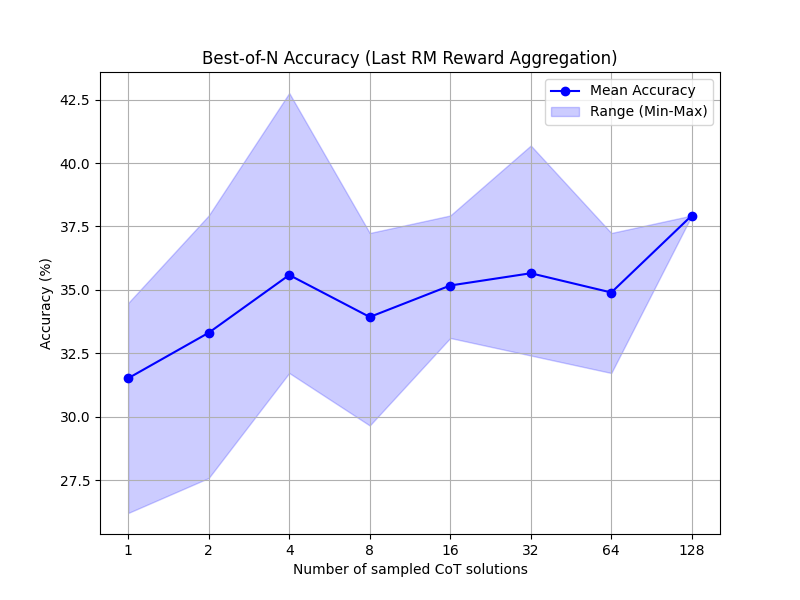 Best-of-N Accuracy (Last RM Reward Aggregation)
Mean Accuracy
Range (Min-Max)
Accuracy (%)
42.5
40.0
37.5
35.0
32.5
30.0
27.5
1 2 4 8 16 32 64 128
Number of sampled CoT solutions